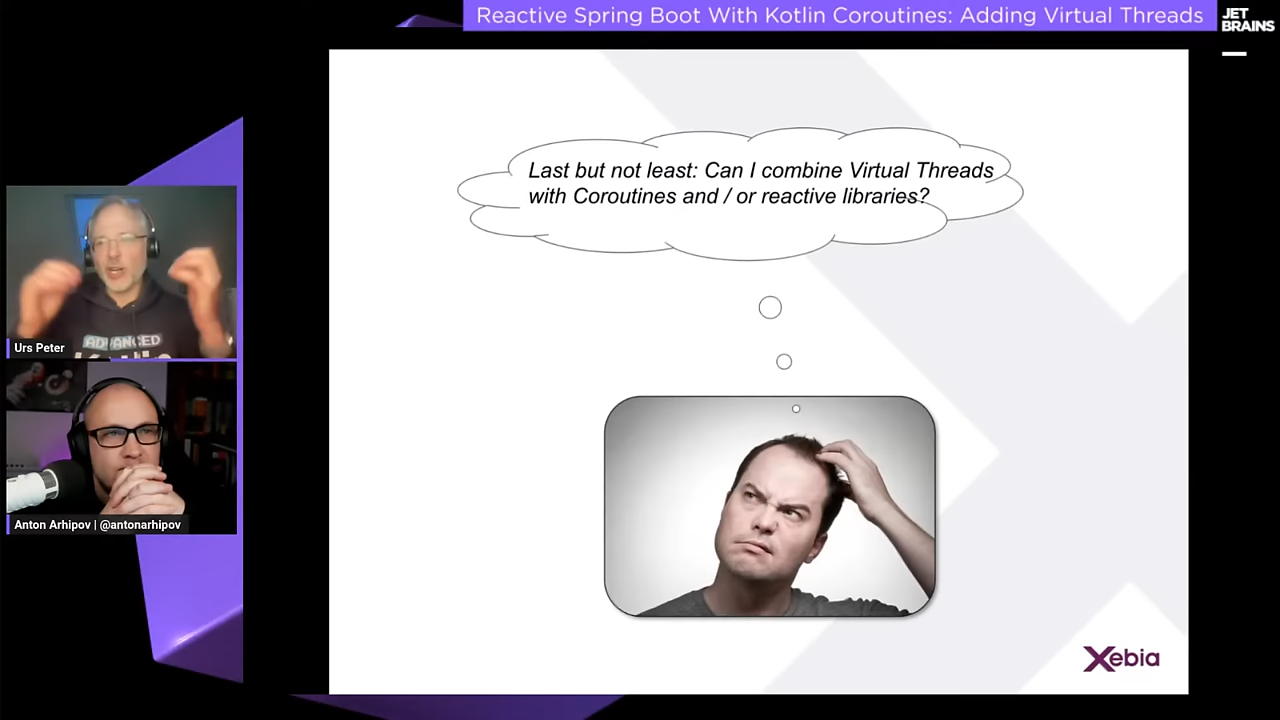 Reactive Spring Boot With Kotlin Coroutines: Adding Virtual Threads
JET
BRAINS
Last but not least: Can I combine Virtual Threads
with Coroutines and / or reactive libraries?
ADVANCED
Urs Peter
Anton Arhipov | @antonarhipov
Xebia